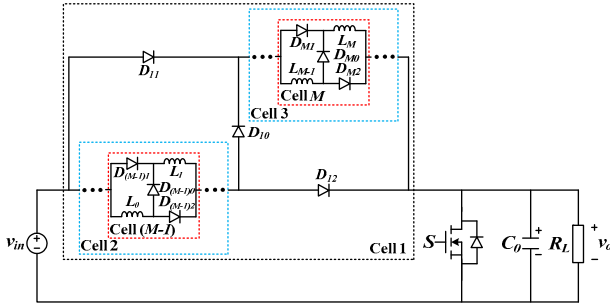 D11
DM1
LM
DM0
LM-1
DM2
Cell M
Cell 3
D10
D(M-1)1
L1
D(M-1)0
L0
D(M-1)2
Cell (M-1)
Cell 2
D12
Cell 1
vin
S
C0
RL
vo